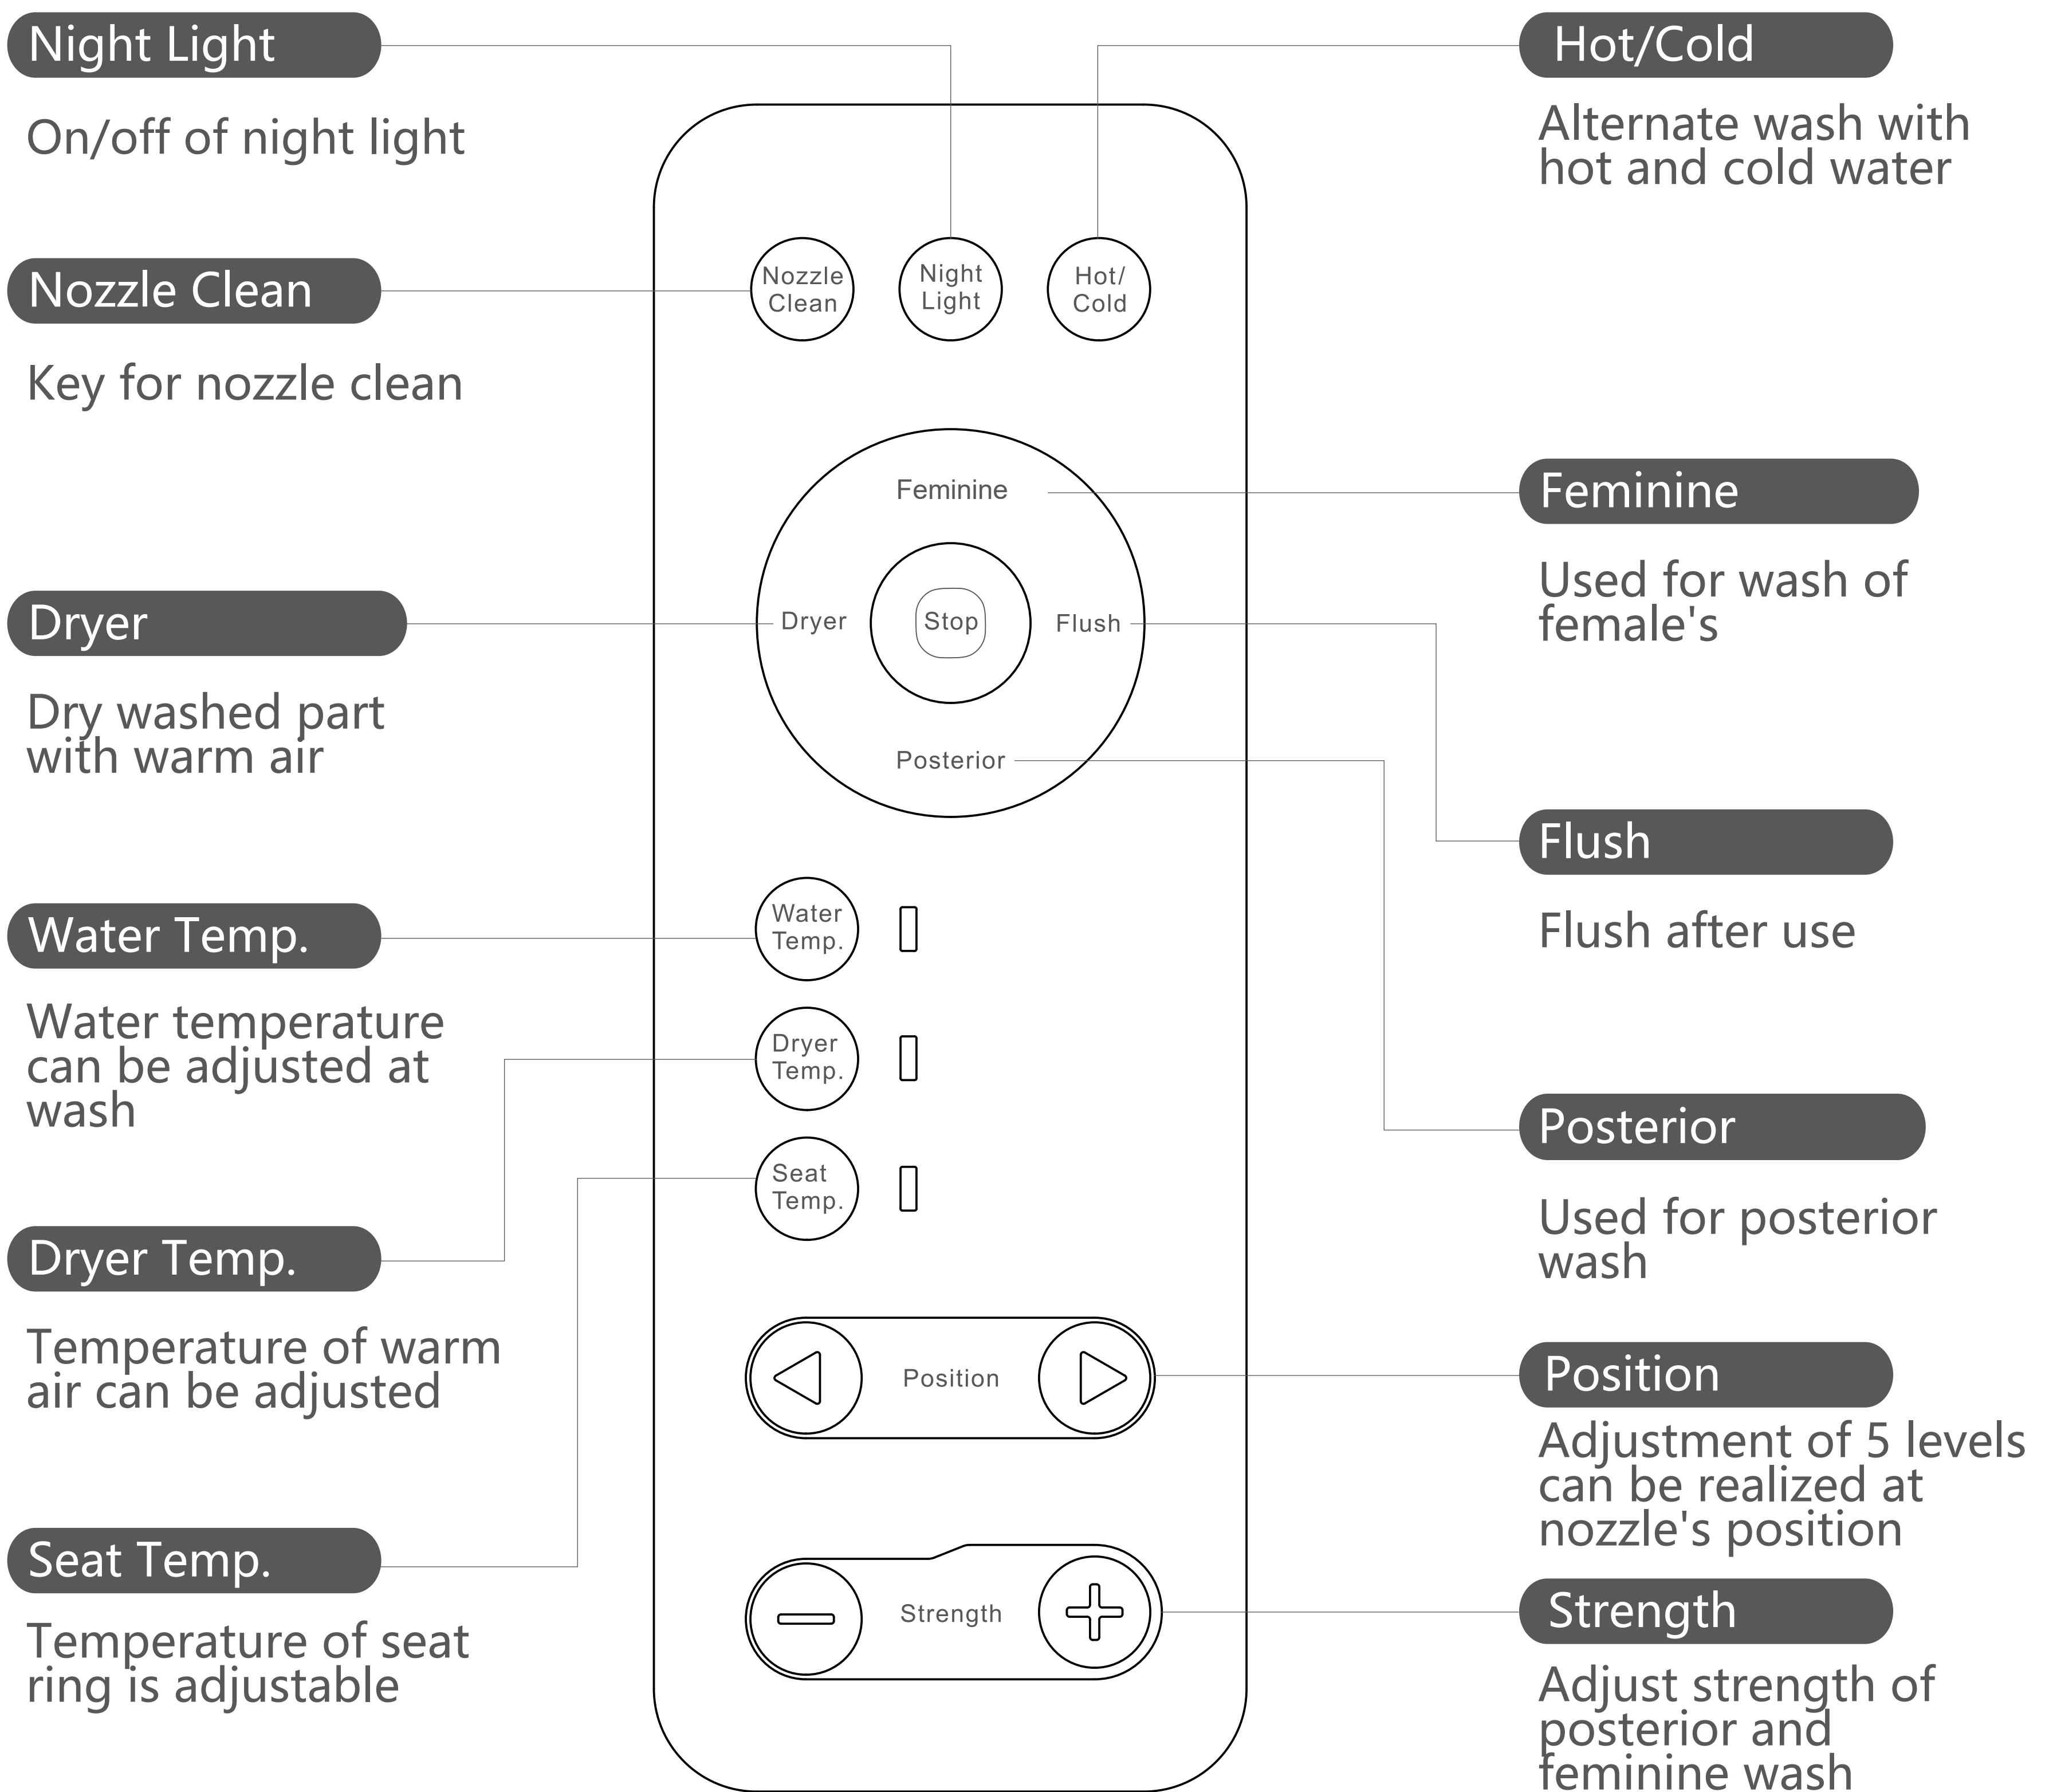 Night Light
On/off of night light
Nozzle Clean
Key for nozzle clean
Dryer
Dry washed part
with warm air
Water Temp.
Water temperature
can be adjusted at
wash
Dryer Temp.
Temperature of warm
air can be adjusted
Seat Temp.
Temperature of seat
ring is adjustable
Nozzle
Clean
Night
Light
Hot/
Cold
Feminine
Dryer
Stop
Flush
Posterior
Water
Temp.
Dryer
Temp.
Seat
Temp.
Position
Strength
Hot/Cold
Alternate wash with
hot and cold water
Feminine
Used for wash of
female's
Flush
Flush after use
Posterior
Used for posterior
wash
Position
Adjustment of 5 levels
can be realized at
nozzle's position
Strength
Adjust strength of
posterior and
feminine wash